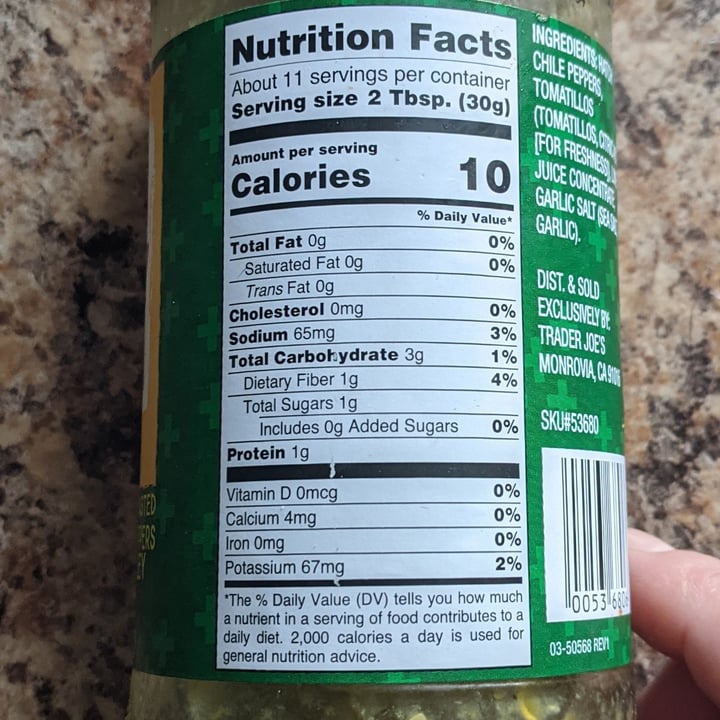 Nutrition Facts
About 11 servings per container
Serving size 2 Tbsp. (30g)
Amount per serving
Calories 10
% Daily Value*
Total Fat 0g 0%
Saturated Fat 0g 0%
Trans Fat 0g
Cholesterol 0mg 0%
Sodium 65mg 3%
Total Carbohydrate 3g 1%
Dietary Fiber 1g 4%
Total Sugars 1g
Includes 0g Added Sugars 0%
Protein 1g
Vitamin D 0mcg 0%
Calcium 4mg 0%
Iron 0mg 0%
Potassium 67mg 2%
*The % Daily Value (DV) tells you how much
a nutrient in a serving of food contributes to a
daily diet. 2,000 calories a day is used for
general nutrition advice.
INGREDIENTS:
CHILE PEPPERS,
TOMATILLOS
(TOMATILLOS,
[FOR FRESHNESS]),
JUICE CONCENTRATE,
GARLIC SALT (SEA
GARLIC).
DIST. & SOLD
EXCLUSIVELY BY:
TRADER JOE'S
MONROVIA, CA 91016
SKU#53680
0053
03-50568 REV1